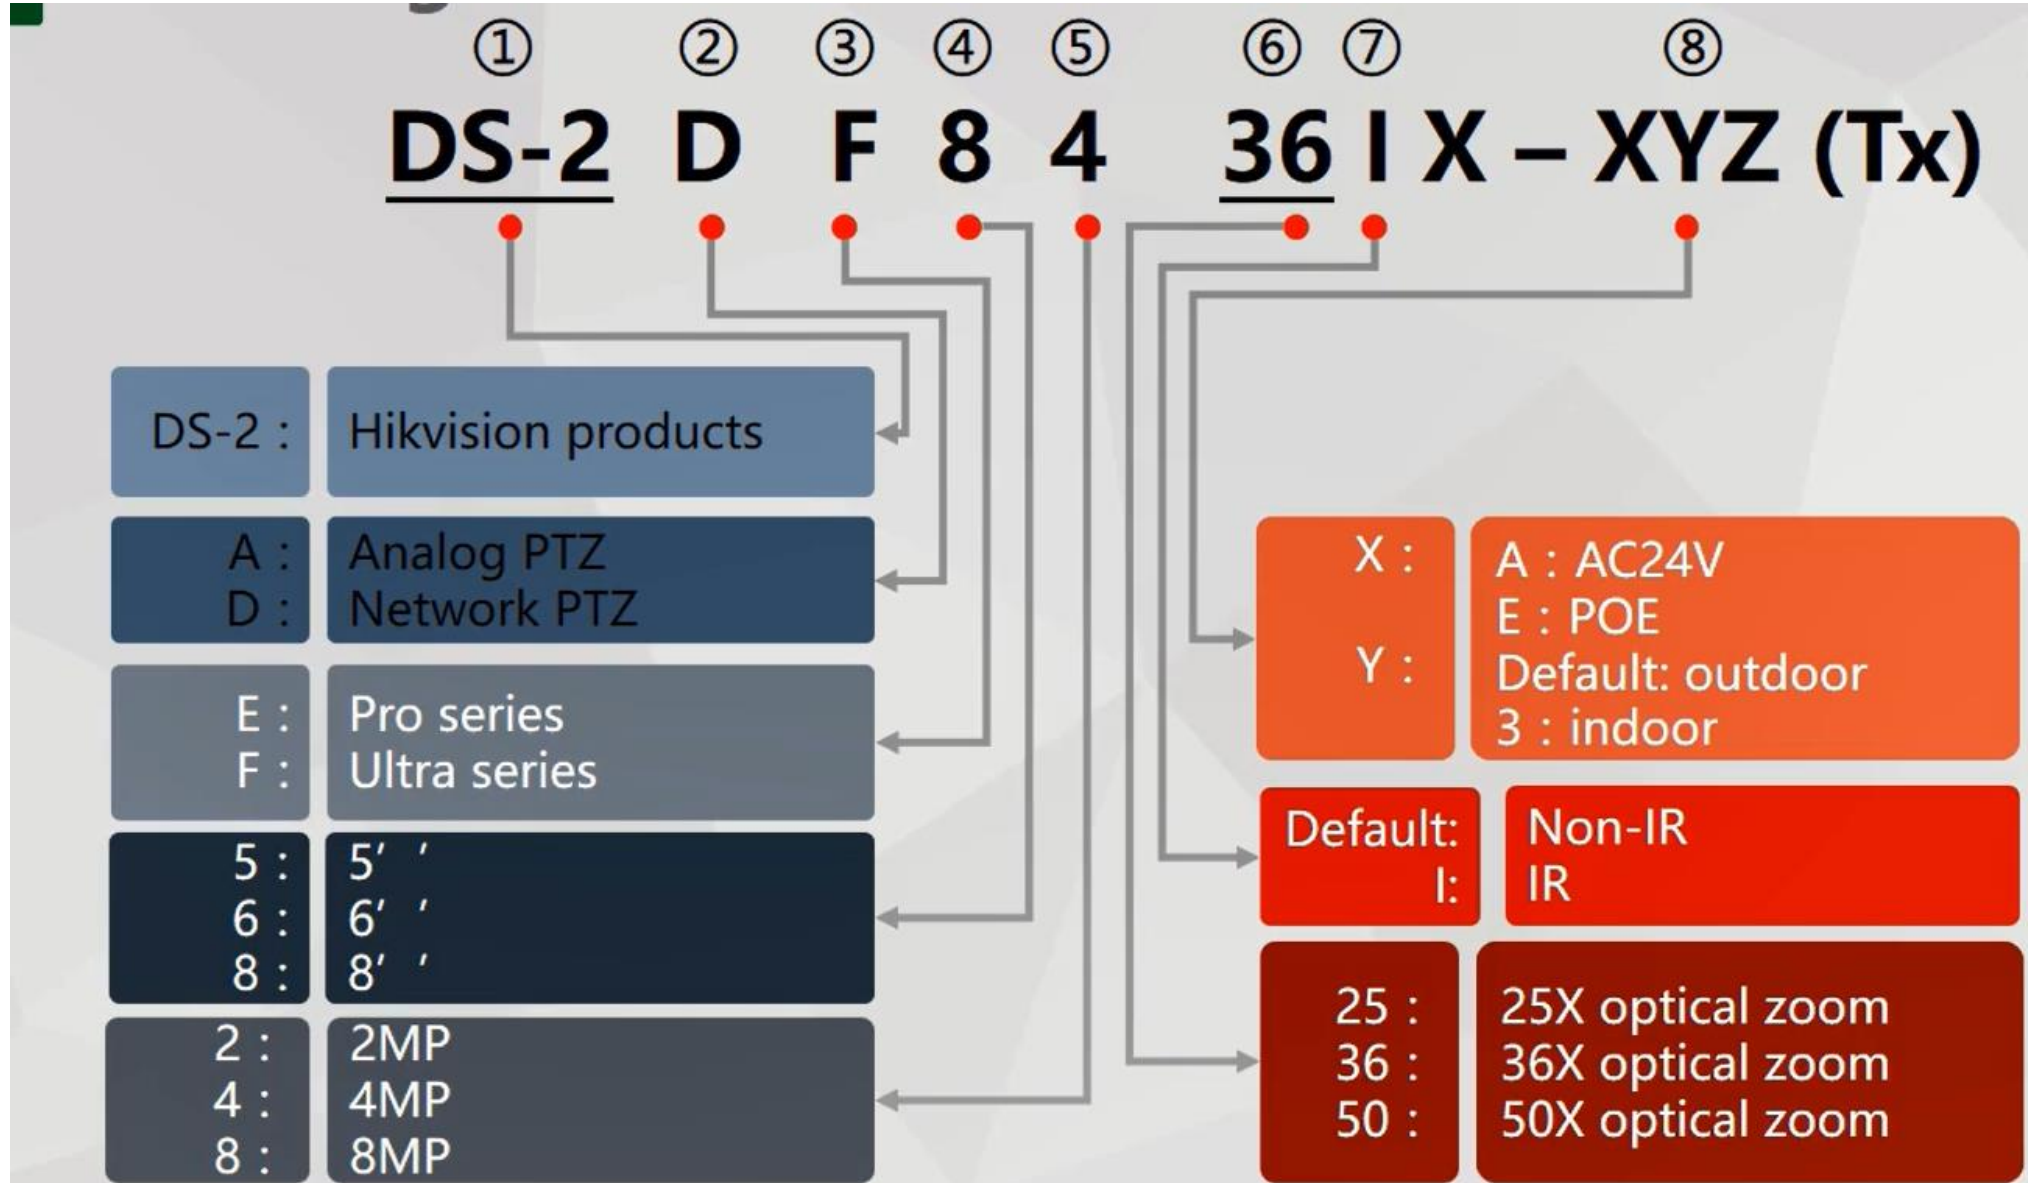 ① ② ③ ④ ⑤ ⑥ ⑦ ⑧
DS-2 D F 8 4 36 I X – XYZ (Tx)
DS-2 : Hikvision products
A : Analog PTZ
D : Network PTZ
E : Pro series
F : Ultra series
5 : 5′ ′
6 : 6′ ′
8 : 8′ ′
2 : 2MP
4 : 4MP
8 : 8MP
X : A : AC24V
E : POE
Y : Default: outdoor
3 : indoor
Default: Non-IR
I: IR
25 : 25X optical zoom
36 : 36X optical zoom
50 : 50X optical zoom